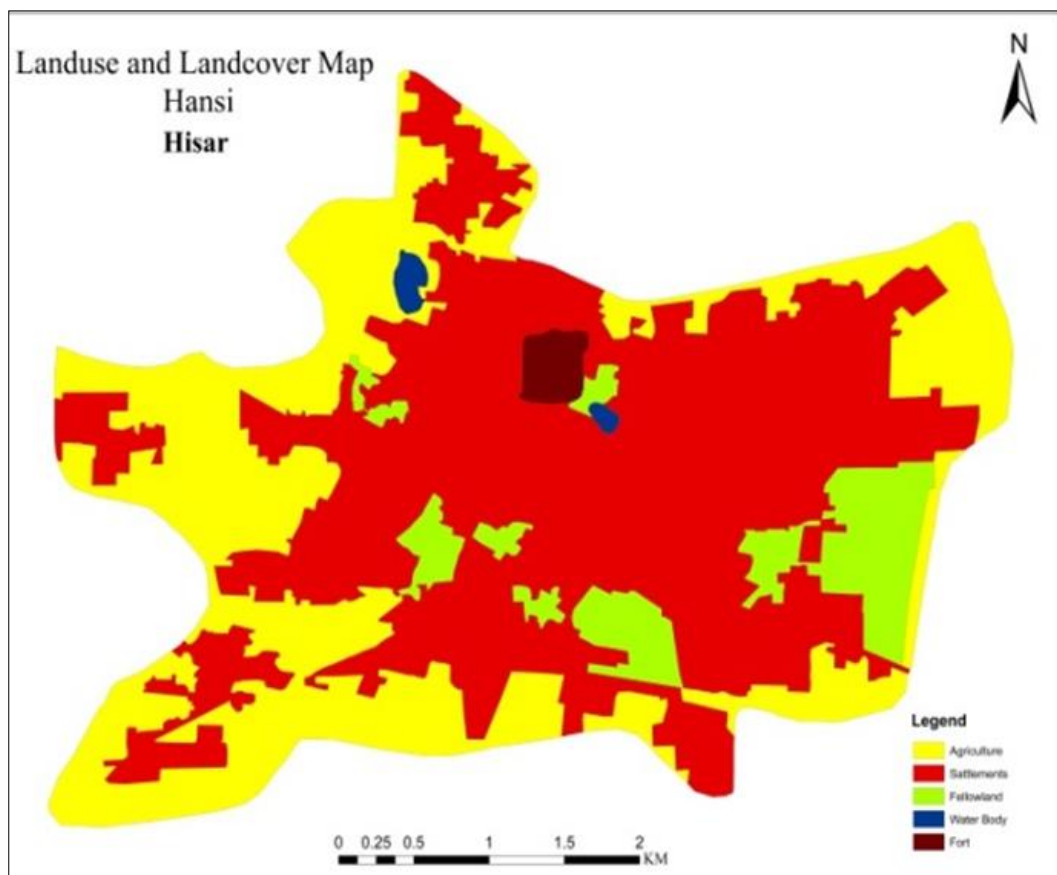 Landuse and Landcover Map
Hansi
Hisar
N
Legend
Agriculture
Sattlements
Fellowland
Water Body
Fort
0 0.25 0.5 1 1.5 2
KM